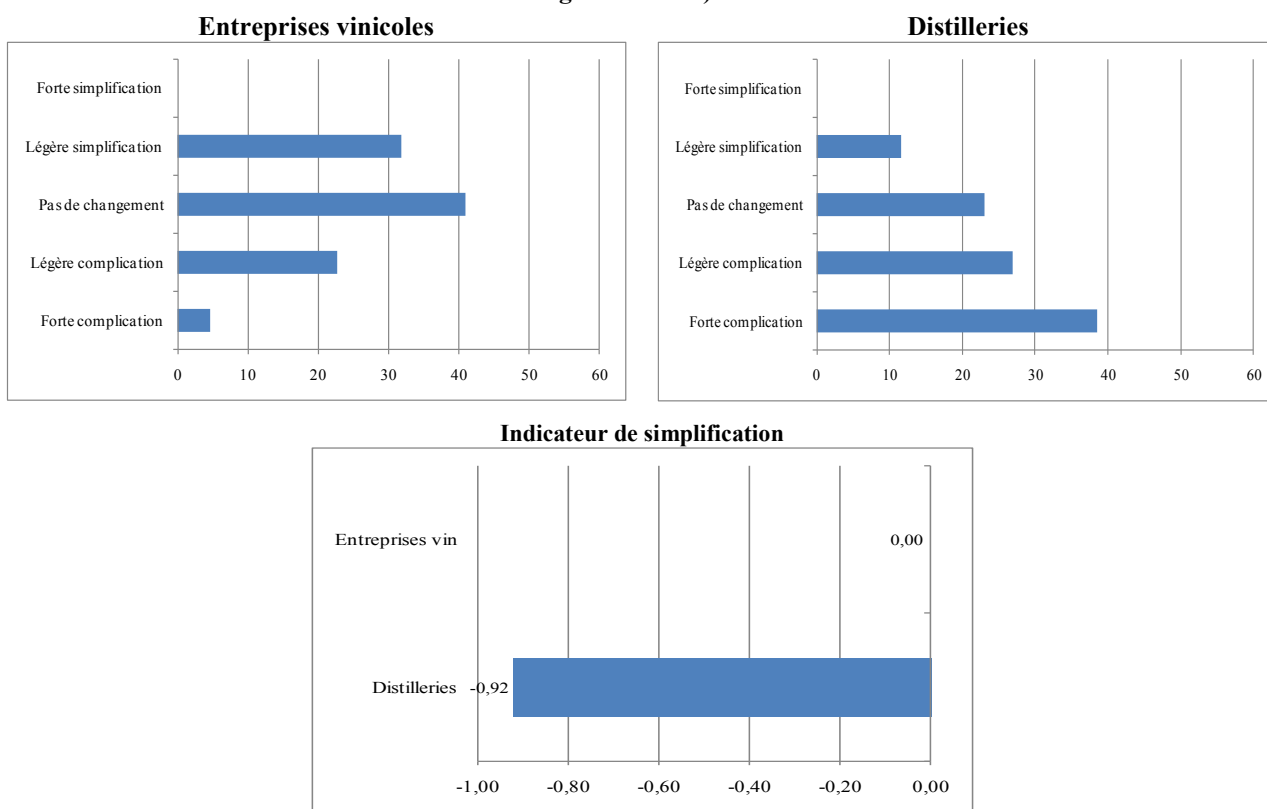 Entreprises vinicoles
Forte simplification
Légère simplification
Pas de changement
Légère complication
Forte complication
0 10 20 30 40 50 60
Distilleries
Forte simplification
Légère simplification
Pas de changement
Légère complication
Forte complication
0 10 20 30 40 50 60
Indicateur de simplification
Entreprises vin 0,00
Distilleries -0,92
-1,00 -0,80 -0,60 -0,40 -0,20 0,00